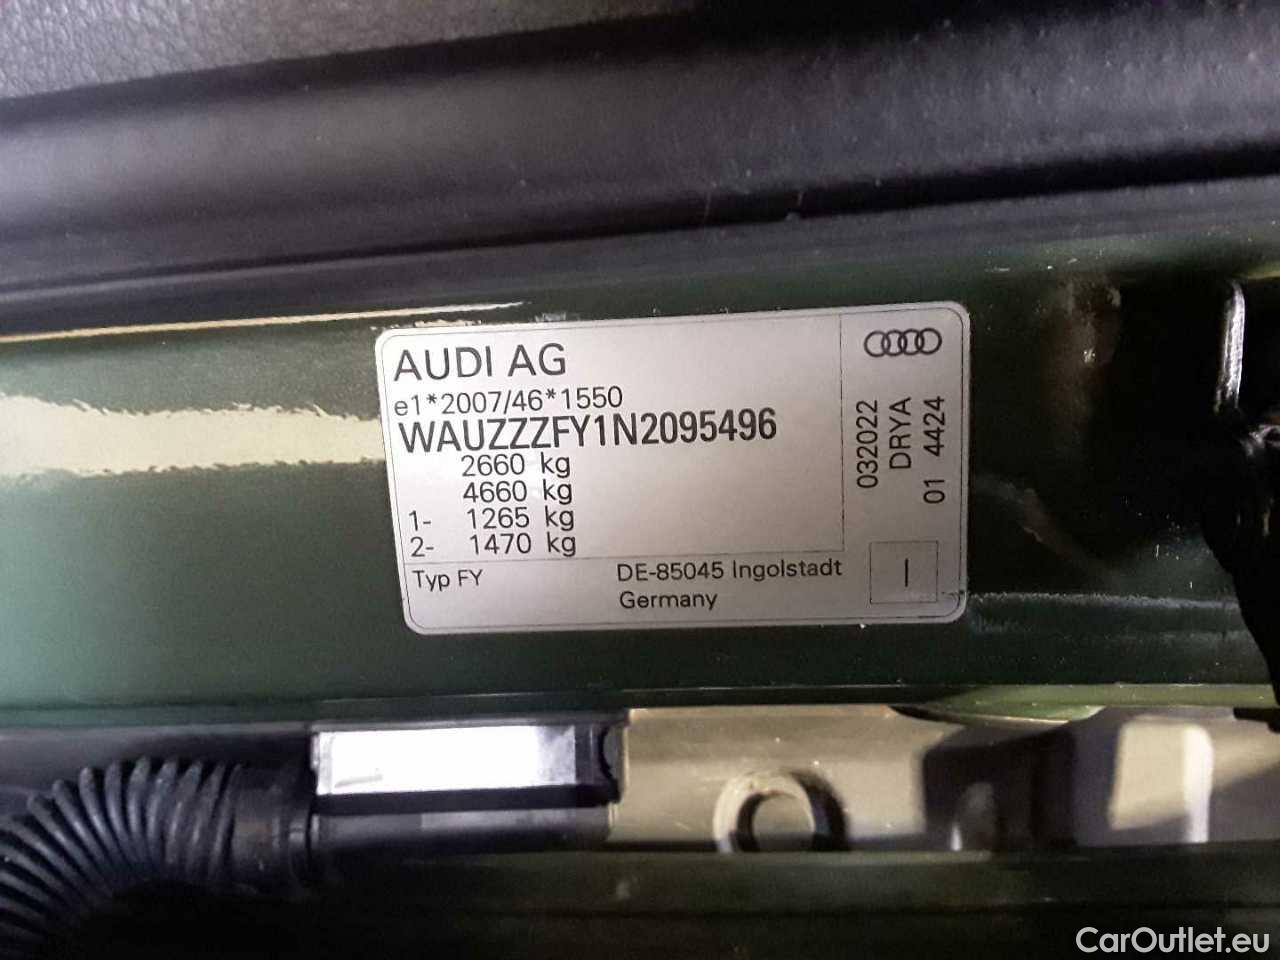 AUDI AG
e1*2007/46*1550
WAUZZZFY1N2095496
2660 kg
4660 kg
1- 1265 kg
2- 1470 kg
Typ FY
DE-85045 Ingolstadt
Germany
032022
DRYA
01 4424
I
CarOutlet.eu